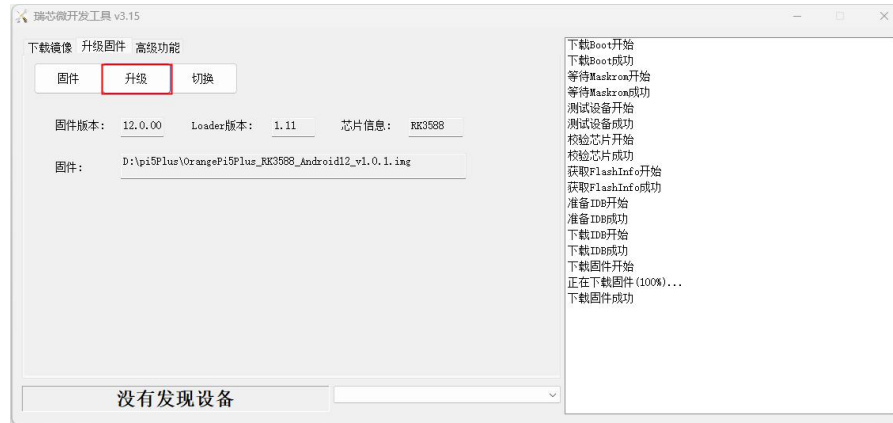 瑞芯微开发工具 v3.15
下载镜像 升级固件 高级功能
固件 升级 切换
固件版本: 12.0.00 Loader版本: 1.11 芯片信息: RK3588
固件: D:\pi5Plus\OrangePi5Plus_RK3588_Android12_v1.0.1.img
没有发现设备
下载Boot开始
下载Boot成功
等待Maskrom开始
等待Maskrom成功
测试设备开始
测试设备成功
校验芯片开始
校验芯片成功
获取FlashInfo开始
获取FlashInfo成功
准备IDB开始
准备IDB成功
下载IDB开始
下载IDB成功
下载固件开始
正在下载固件(100%)...
下载固件成功